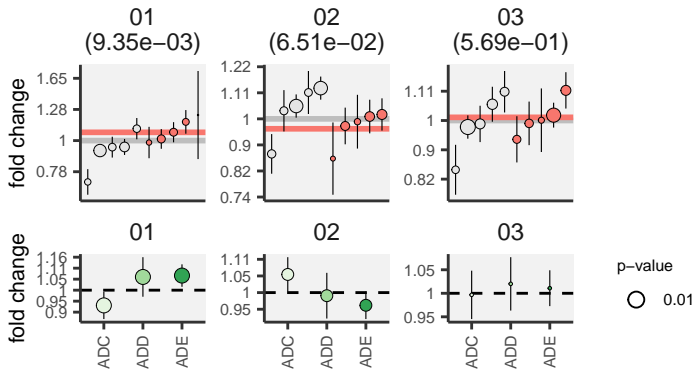 01
(9.35e−03)
02
(6.51e−02)
03
(5.69e−01)
fold change
1.65
1.28
1
0.78
1.22
1.11
1
0.9
0.82
0.74
1.11
1
0.9
0.82
01
02
03
fold change
1.16
1.11
1.05
1
0.95
0.9
1.11
1.05
1
0.95
1.05
1
0.95
ADC
ADD
ADE
ADC
ADD
ADE
ADC
ADD
ADE
p−value
0.01